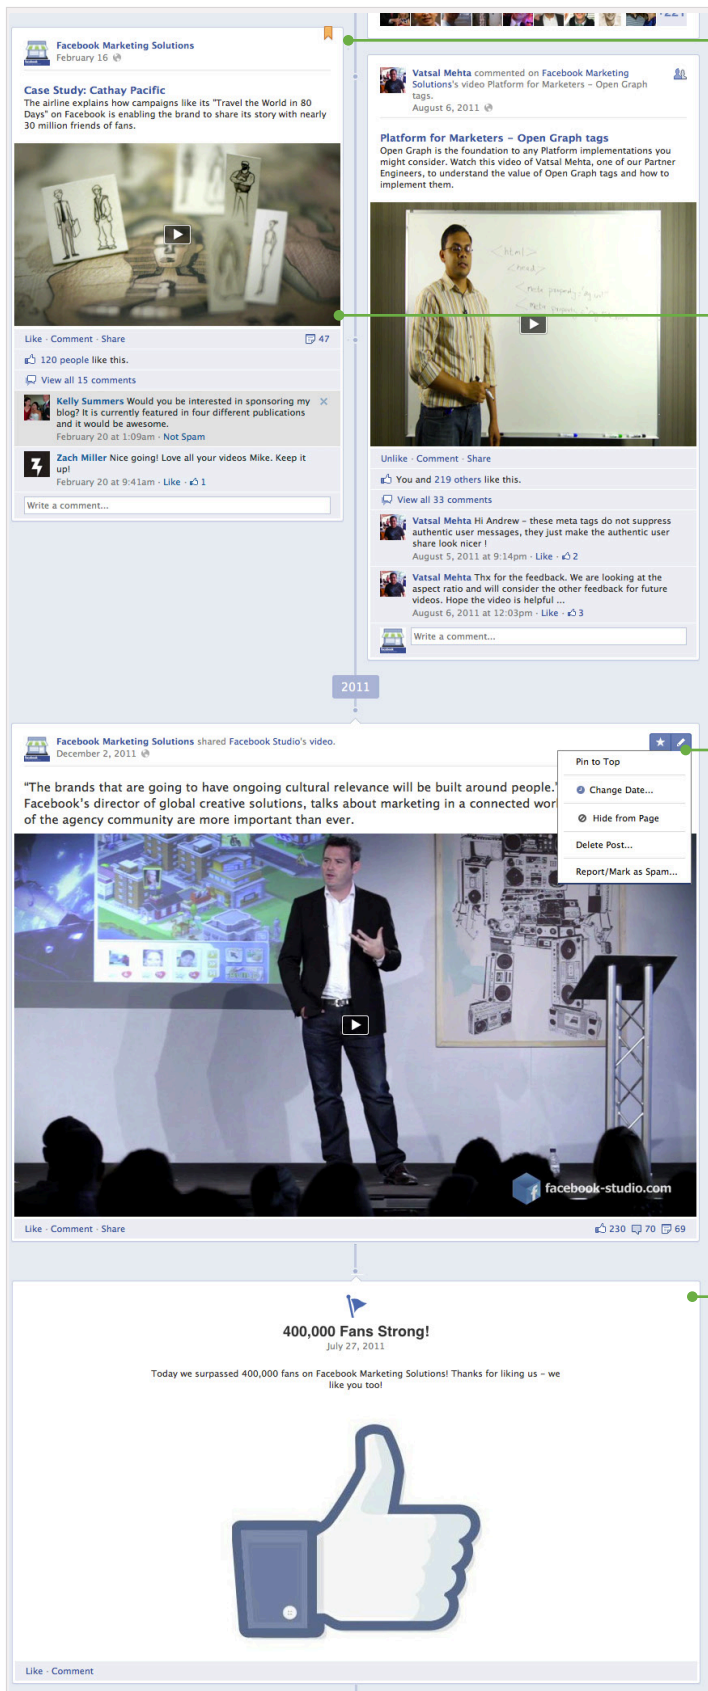 +221
Facebook Marketing Solutions
February 16
Case Study: Cathay Pacific
The airline explains how campaigns like its "Travel the World in 80
Days" on Facebook is enabling the brand to share its story with nearly
30 million friends of fans.
Like · Comment · Share
47
120 people like this.
View all 15 comments
Kelly Summers Would you be interested in sponsoring my
blog? It is currently featured in four different publications
and it would be awesome.
February 20 at 1:09am · Not Spam
Zach Miller Nice going! Love all your videos Mike. Keep it
up!
February 20 at 9:41am · Like · 1
Write a comment...
Vatsal Mehta commented on Facebook Marketing
Solutions's video Platform for Marketers – Open Graph
tags.
August 6, 2011
Platform for Marketers – Open Graph tags
Open Graph is the foundation to any Platform implementations you
might consider. Watch this video of Vatsal Mehta, one of our Partner
Engineers, to understand the value of Open Graph tags and how to
implement them.
<html>
<head>
<meta property="og:
<meta
Unlike · Comment · Share
You and 219 others like this.
View all 33 comments
Vatsal Mehta Hi Andrew – these meta tags do not suppress
authentic user messages, they just make the authentic user
share look nicer !
August 5, 2011 at 9:14pm · Like · 2
Vatsal Mehta Thx for the feedback. We are looking at the
aspect ratio and will consider the other feedback for future
videos. Hope the video is helpful ...
August 6, 2011 at 12:03pm · Like · 3
Write a comment...
2011
Facebook Marketing Solutions shared Facebook Studio's video.
December 2, 2011
"The brands that are going to have ongoing cultural relevance will be built around people."
Facebook's director of global creative solutions, talks about marketing in a connected
of the agency community are more important than ever.
Pin to Top
Change Date...
Hide from Page
Delete Post...
Report/Mark as Spam...
facebook-studio.com
Like · Comment · Share
230 70 69
400,000 Fans Strong!
July 27, 2011
Today we surpassed 400,000 fans on Facebook Marketing Solutions! Thanks for liking us – we
like you too!
Like · Comment